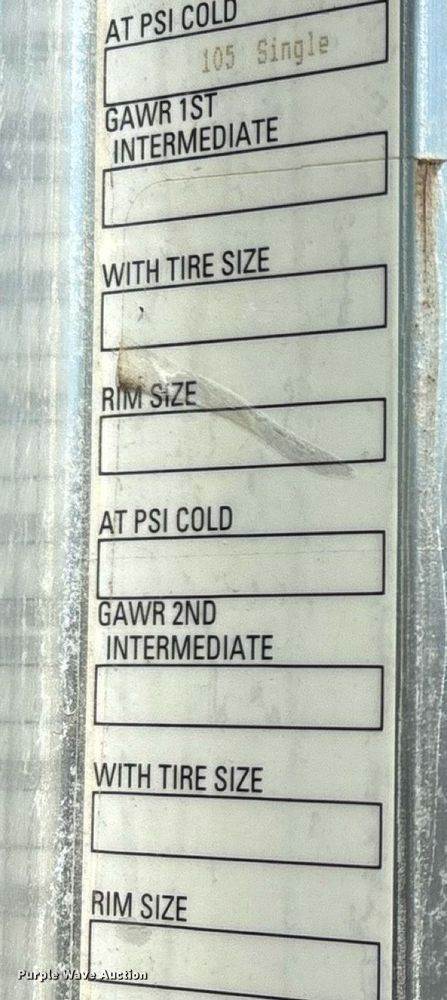 AT PSI COLD
105 Single
GAWR 1ST
INTERMEDIATE
WITH TIRE SIZE
RIM SIZE
AT PSI COLD
GAWR 2ND
INTERMEDIATE
WITH TIRE SIZE
RIM SIZE
Purple Wave Auction